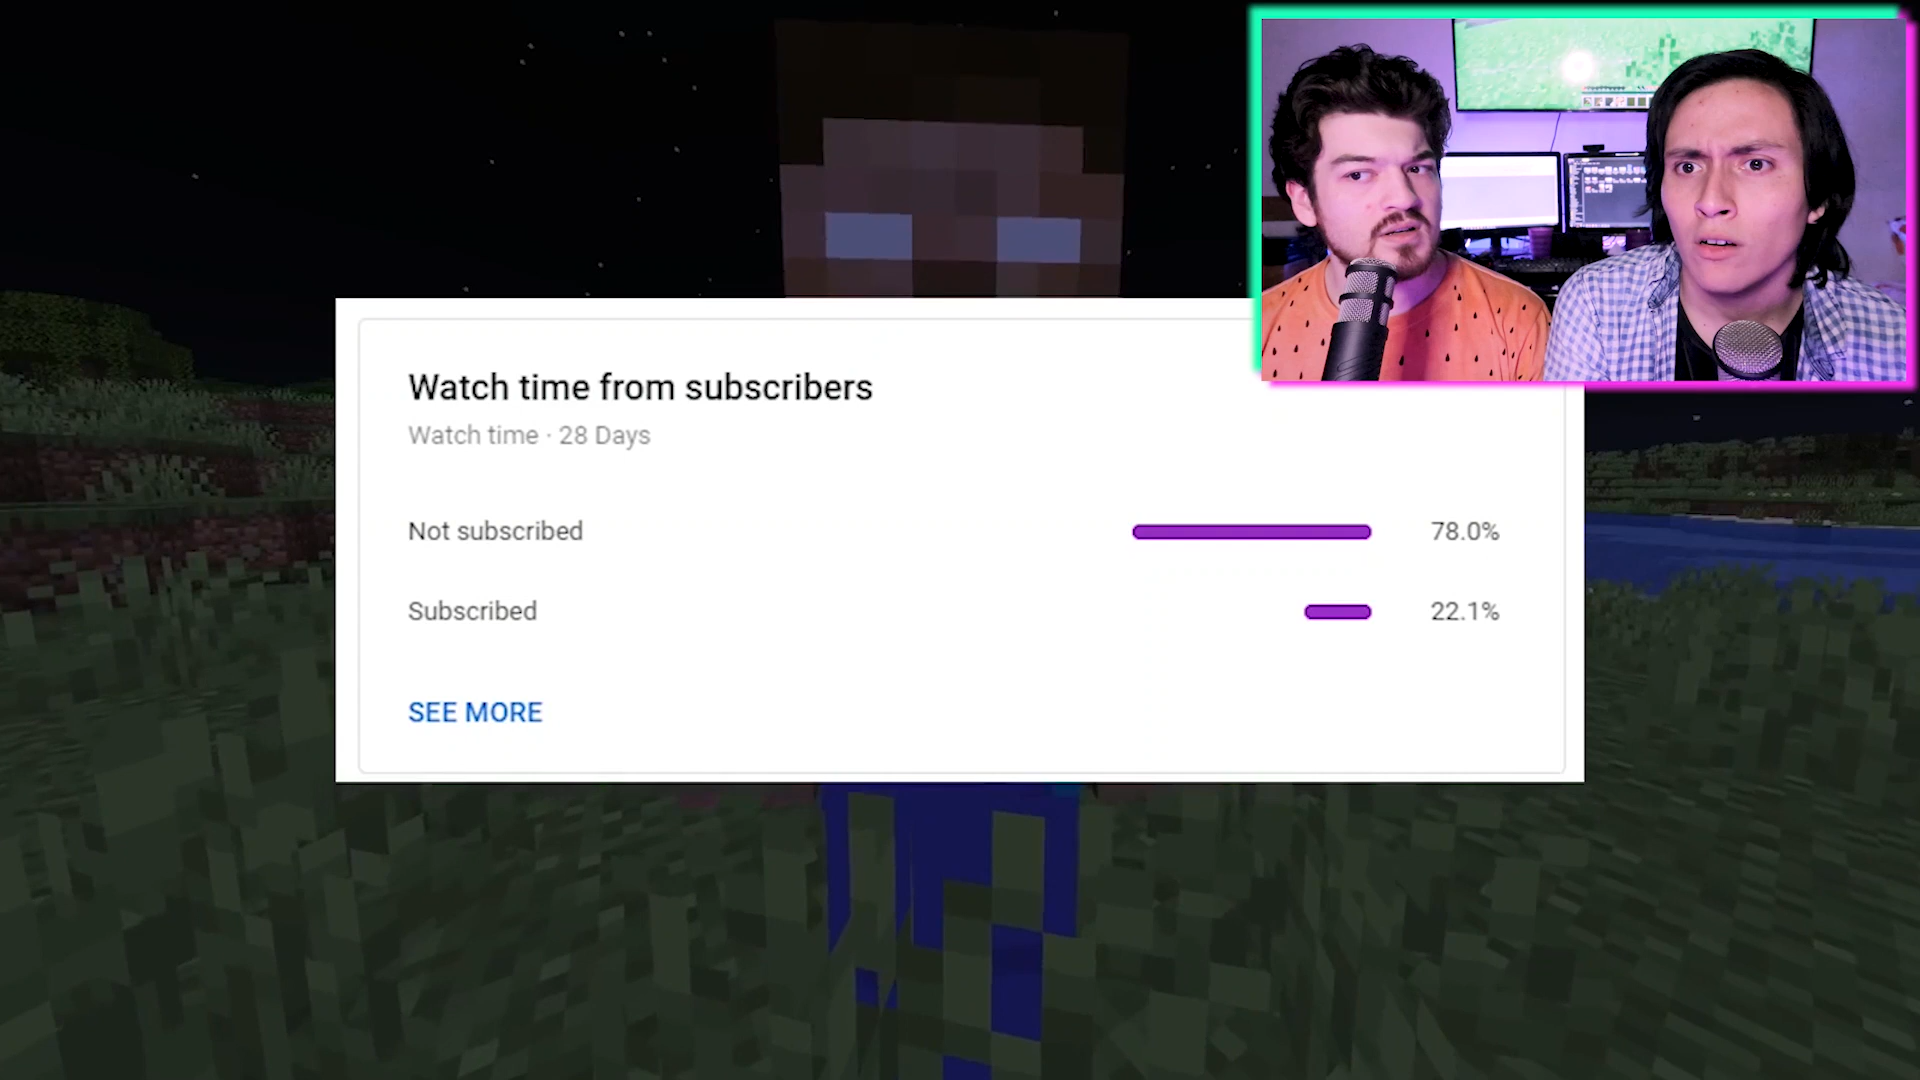 Watch time from subscribers
Watch time · 28 Days
Not subscribed 78.0%
Subscribed 22.1%
SEE MORE